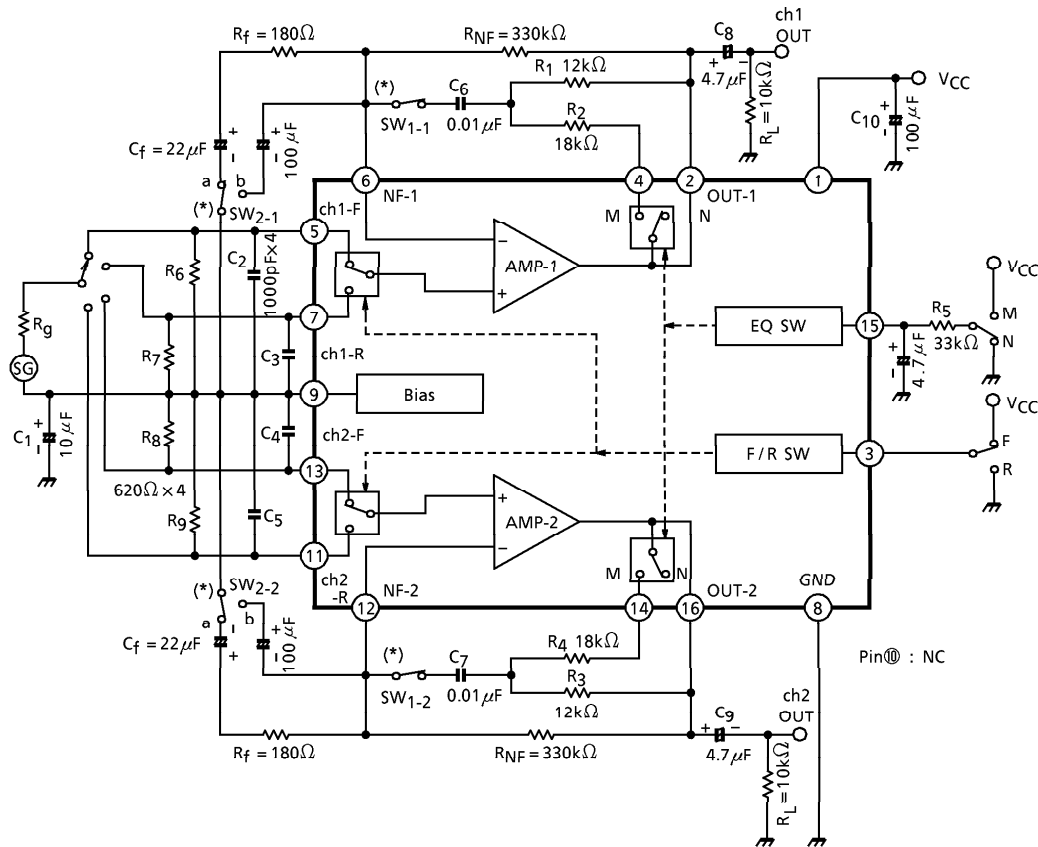 Rf = 180Ω
RNF = 330kΩ
C8
+ −
4.7μF
ch1
OUT
R1 12kΩ
(*)
SW1-1
C6
0.01μF
R2
18kΩ
RL = 10kΩ
VCC
C10
+
−
100μF
Cf = 22μF
+
−
+
−
100μF
a
b
(*)
SW2-1
6
NF-1
4
2
OUT-1
1
ch1-F
5
M
N
R6
C2
1000pF×4
−
AMP-1
+
VCC
M
N
R5
33kΩ
15
EQ SW
+
−
4.7μF
Rg
SG
7
R7
C3
ch1-R
9
Bias
C1
+
−
10μF
R8
C4
ch2-F
VCC
F
R
F / R SW
3
13
620Ω×4
R9
C5
+
AMP-2
−
11
ch2
-R
M
N
(*)
SW2-2
a
b
12
NF-2
14
16
OUT-2
GND
8
Cf = 22μF
−
+
−
+
100μF
(*)
SW1-2
C7
0.01μF
R4 18kΩ
R3
12kΩ
Pin⑩ : NC
Rf = 180Ω
RNF = 330kΩ
C9
+ −
4.7μF
ch2
OUT
RL = 10kΩ